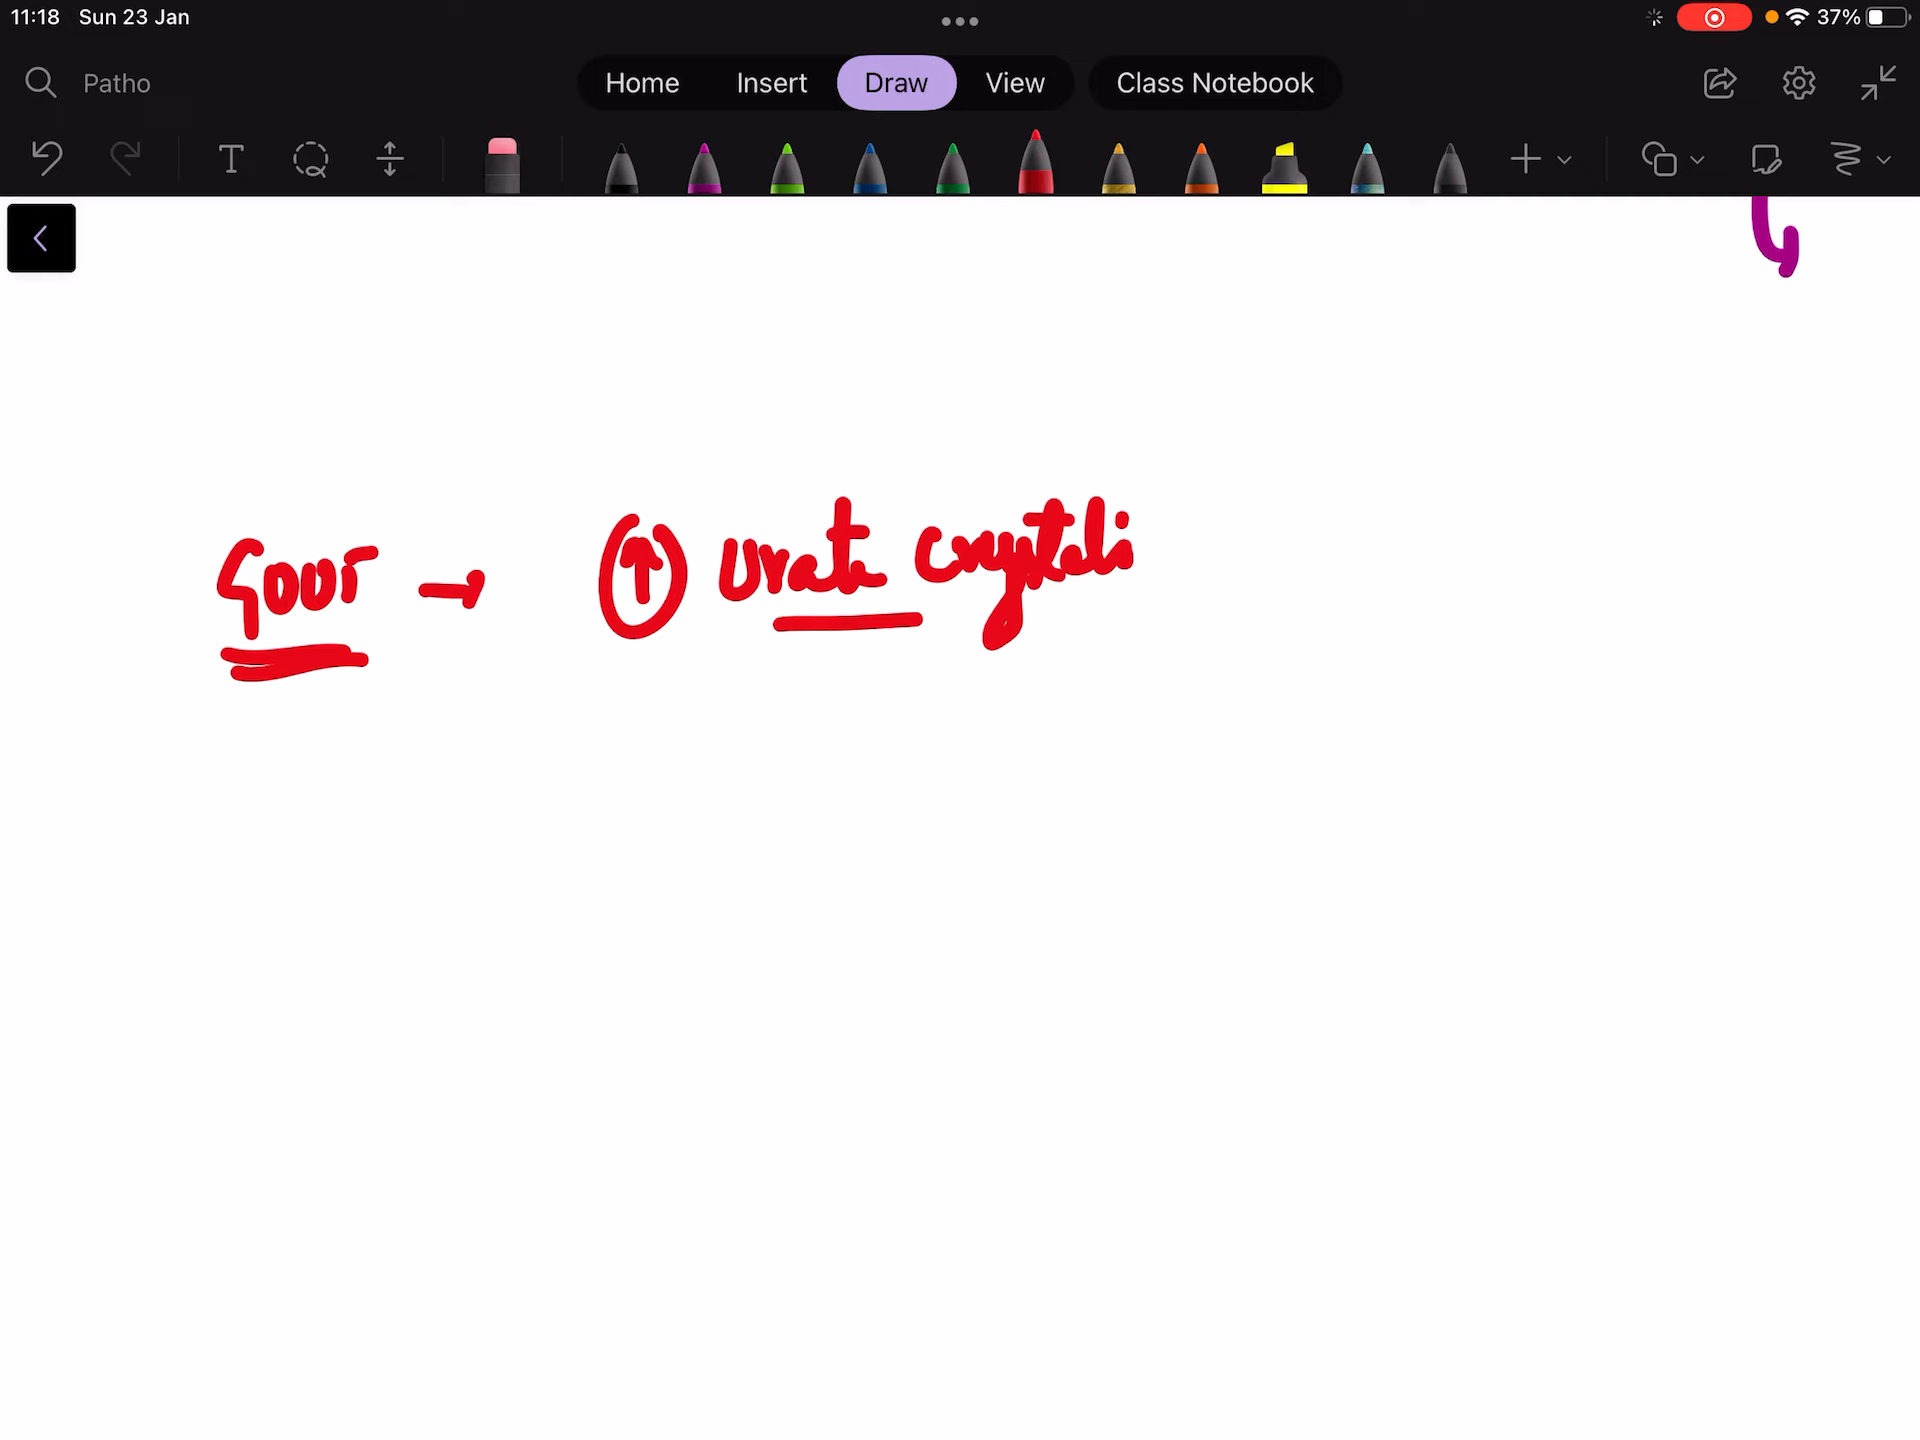 11:18 Sun 23 Jan 37%
Patho Home Insert Draw View Class Notebook
T
Gout → ↑ Urate Crystals